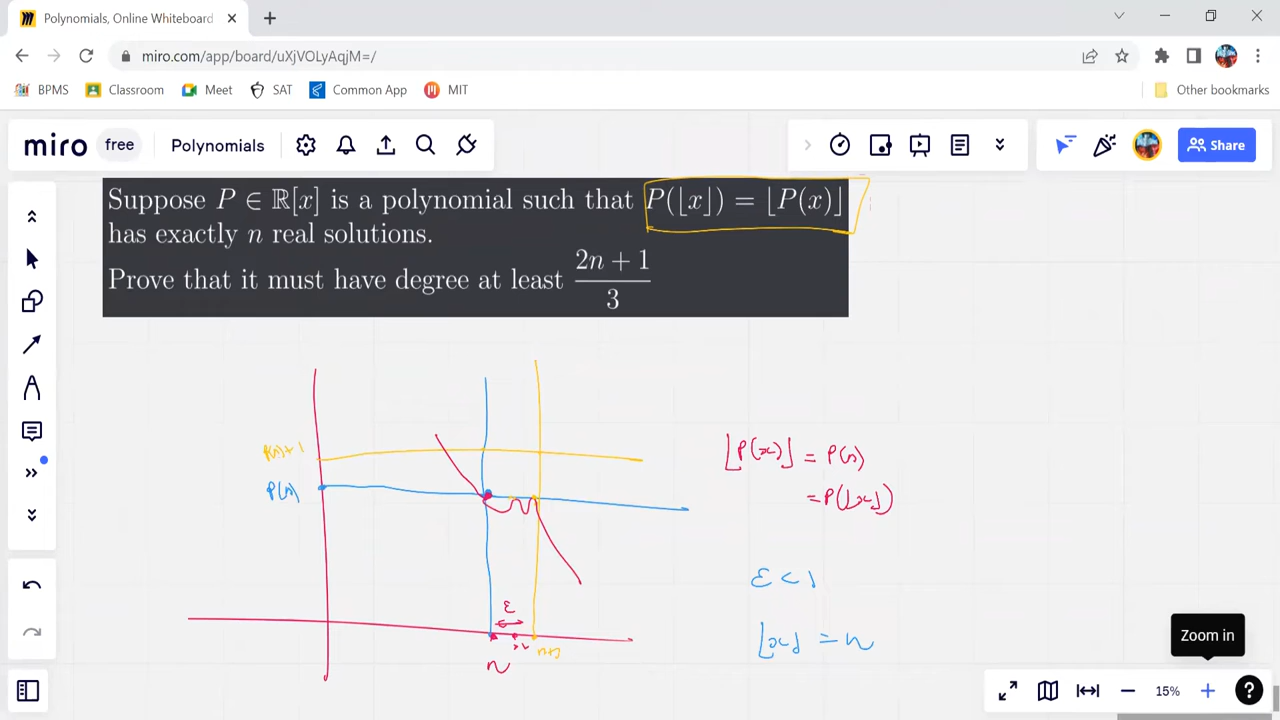 Polynomials, Online Whiteboard
miro.com/app/board/uXjVOLyAqjM=/
BPMS Classroom Meet SAT Common App MIT Other bookmarks
miro free Polynomials Share
Suppose P ∈ ℝ[x] is a polynomial such that P(⌊x⌋) = ⌊P(x)⌋
has exactly n real solutions.
Prove that it must have degree at least (2n + 1)/3
P(n)+1
P(n)
⌊P(x)⌋ = P(n)
= P(⌊x⌋)
ε < 1
ε
⌊x⌋ = n
x
n+1
n
Zoom in
15%